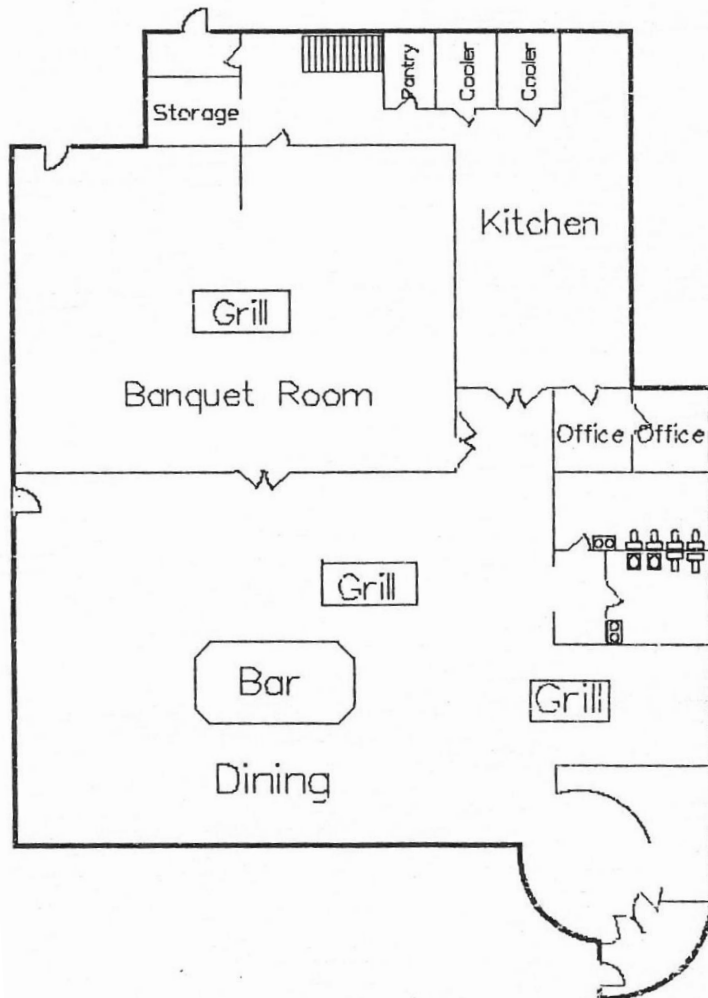 Pantry
Cooler
Cooler
Storage
Kitchen
Grill
Banquet Room
Office
Office
Grill
Bar
Grill
Dining